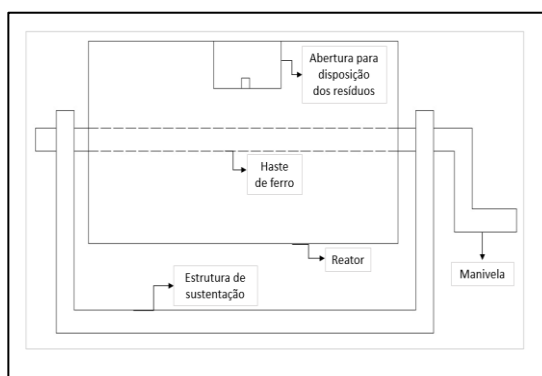 Abertura para
disposição
dos resíduos
Haste
de ferro
Reator
Manivela
Estrutura de
sustentação